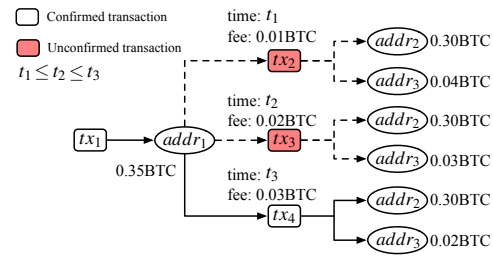 Confirmed transaction
Unconfirmed transaction
t₁ ≤ t₂ ≤ t₃
time: t₁
fee: 0.01BTC
tx₂
addr₂ 0.30BTC
addr₃ 0.04BTC
tx₁
addr₁
0.35BTC
time: t₂
fee: 0.02BTC
tx₃
addr₂ 0.30BTC
addr₃ 0.03BTC
time: t₃
fee: 0.03BTC
tx₄
addr₂ 0.30BTC
addr₃ 0.02BTC